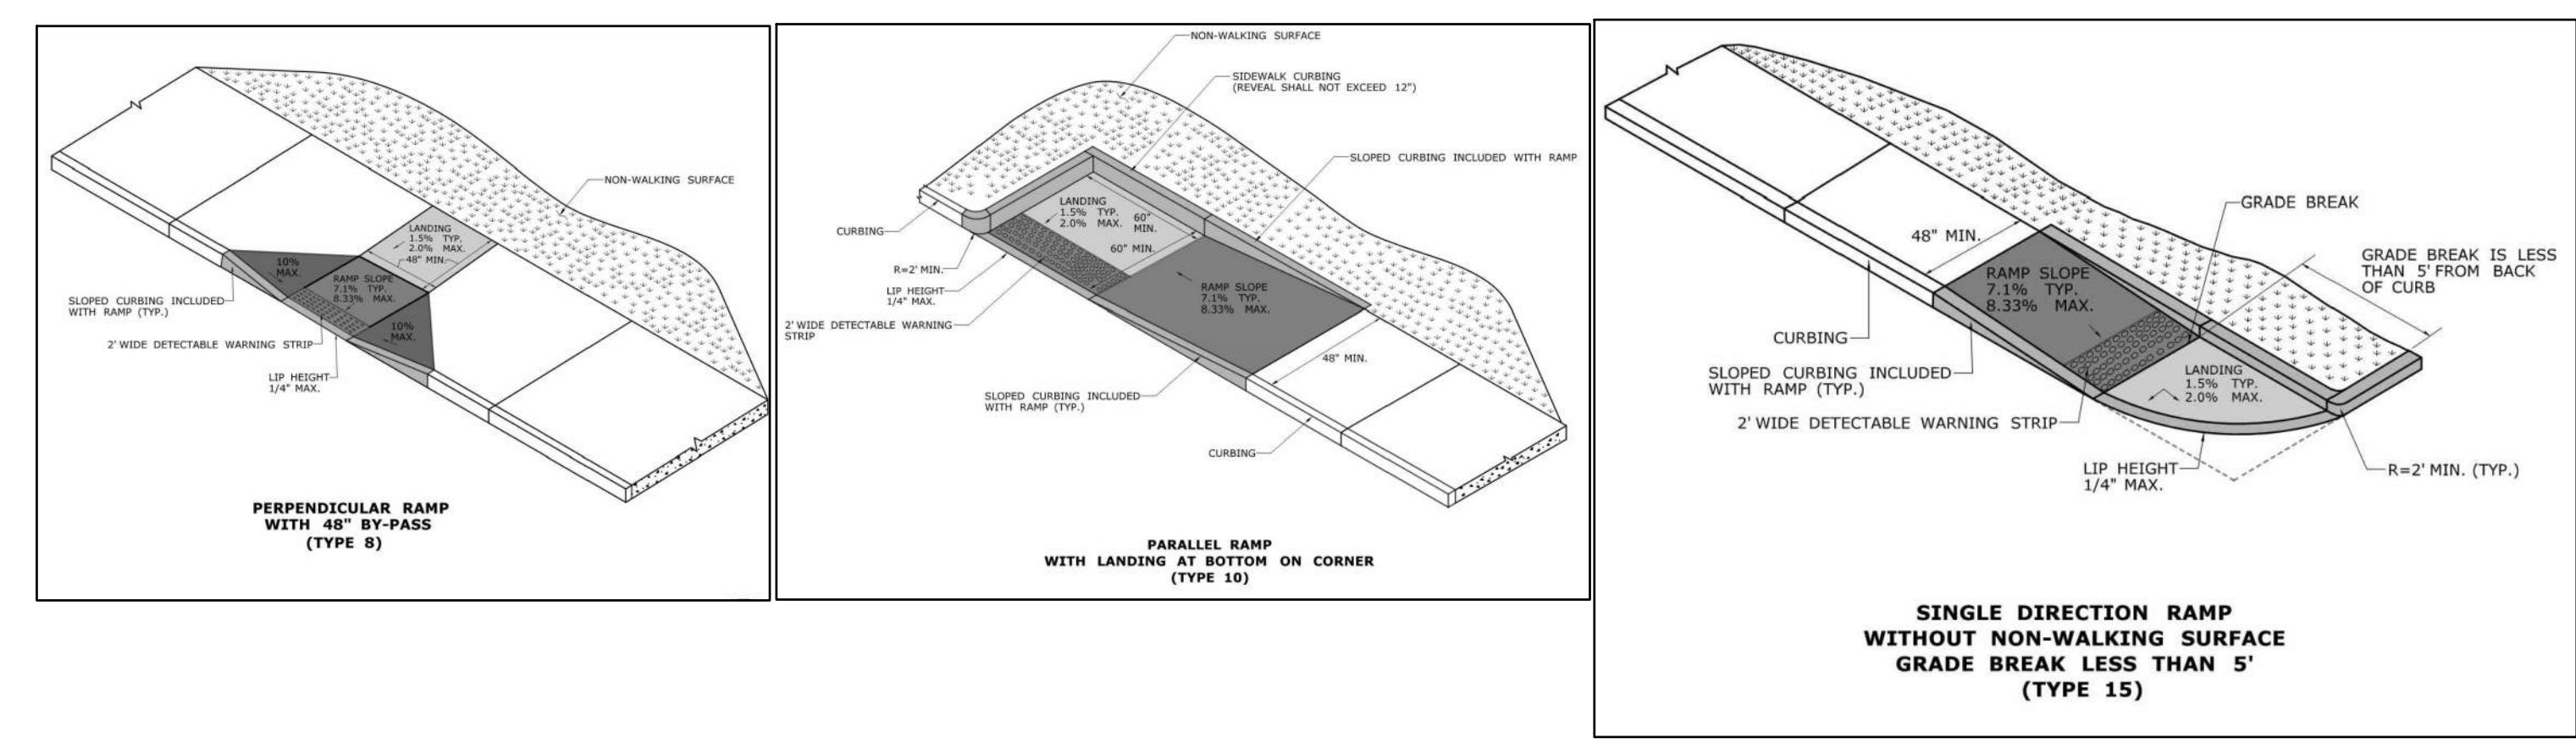 NON-WALKING SURFACE
LANDING
1.5% TYP.
2.0% MAX.
48" MIN.
10%
MAX.
RAMP SLOPE
7.1% TYP.
8.33% MAX.
10%
MAX.
SLOPED CURBING INCLUDED
WITH RAMP (TYP.)
2' WIDE DETECTABLE WARNING STRIP
LIP HEIGHT
1/4" MAX.
PERPENDICULAR RAMP
WITH 48" BY-PASS
(TYPE 8)
NON-WALKING SURFACE
SIDEWALK CURBING
(REVEAL SHALL NOT EXCEED 12")
SLOPED CURBING INCLUDED WITH RAMP
LANDING
1.5% TYP.
2.0% MAX.
60"
MIN.
60" MIN.
CURBING
R=2' MIN.
LIP HEIGHT
1/4" MAX.
RAMP SLOPE
7.1% TYP.
8.33% MAX.
2' WIDE DETECTABLE WARNING
STRIP
48" MIN.
SLOPED CURBING INCLUDED
WITH RAMP (TYP.)
CURBING
PARALLEL RAMP
WITH LANDING AT BOTTOM ON CORNER
(TYPE 10)
GRADE BREAK
48" MIN.
GRADE BREAK IS LESS
THAN 5' FROM BACK
OF CURB
RAMP SLOPE
7.1% TYP.
8.33% MAX.
CURBING
SLOPED CURBING INCLUDED
WITH RAMP (TYP.)
LANDING
1.5% TYP.
2.0% MAX.
2' WIDE DETECTABLE WARNING STRIP
LIP HEIGHT
1/4" MAX.
R=2' MIN. (TYP.)
SINGLE DIRECTION RAMP
WITHOUT NON-WALKING SURFACE
GRADE BREAK LESS THAN 5'
(TYPE 15)